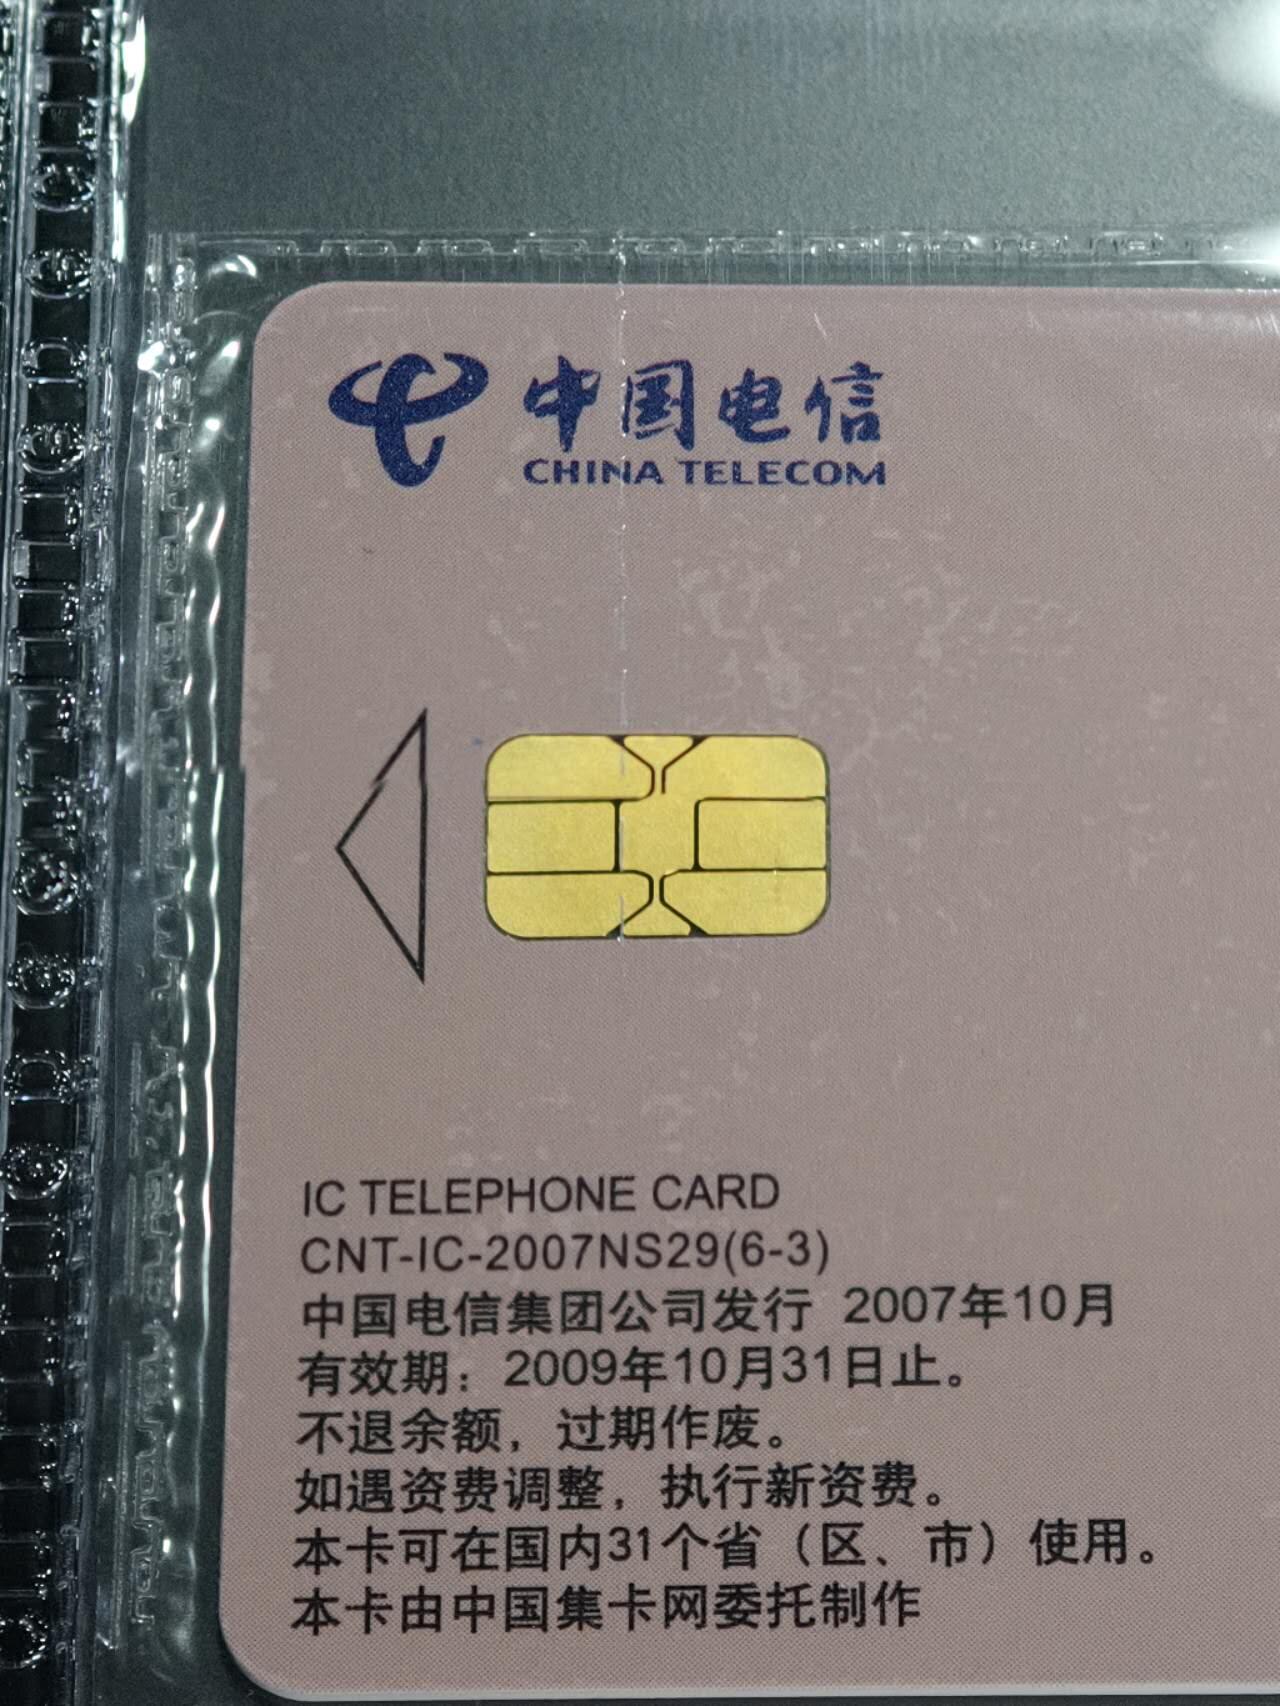 中国电信
CHINA TELECOM
IC TELEPHONE CARD
CNT-IC-2007NS29(6-3)
中国电信集团公司发行 2007年10月
有效期：2009年10月31日止。
不退余额，过期作废。
如遇资费调整，执行新资费。
本卡可在国内31个省（区、市）使用。
本卡由中国集卡网委托制作